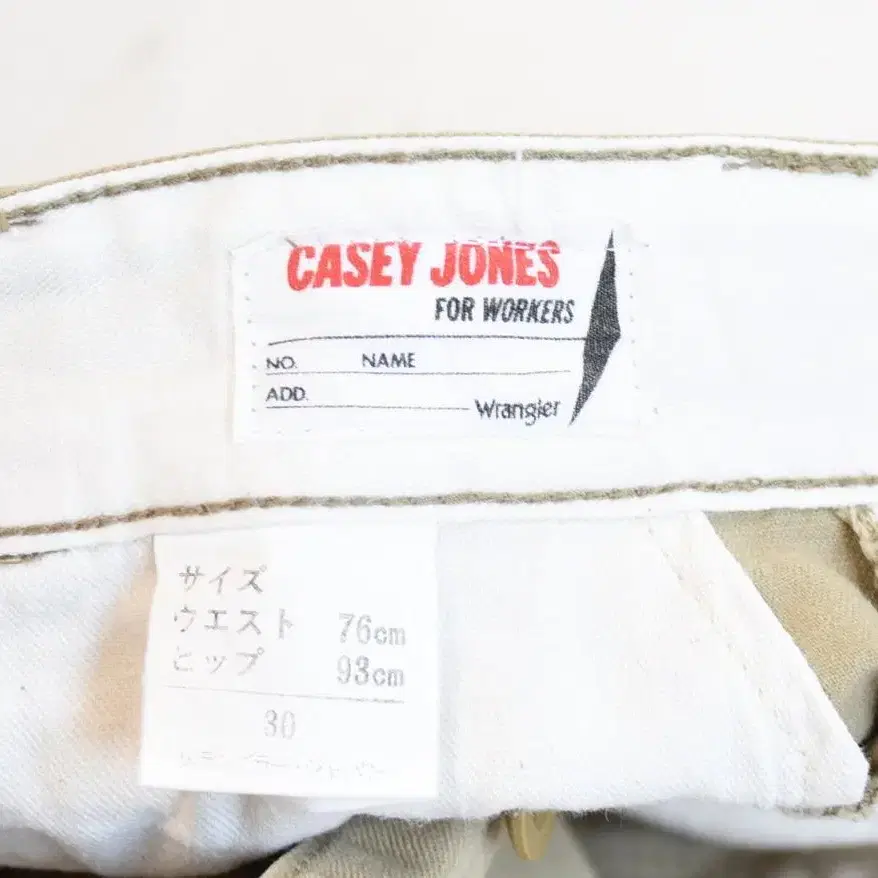 CASEY JONES
FOR WORKERS
NO. NAME
ADD.
Wrangler
サイズ
ウエスト 76cm
ヒップ 93cm
30